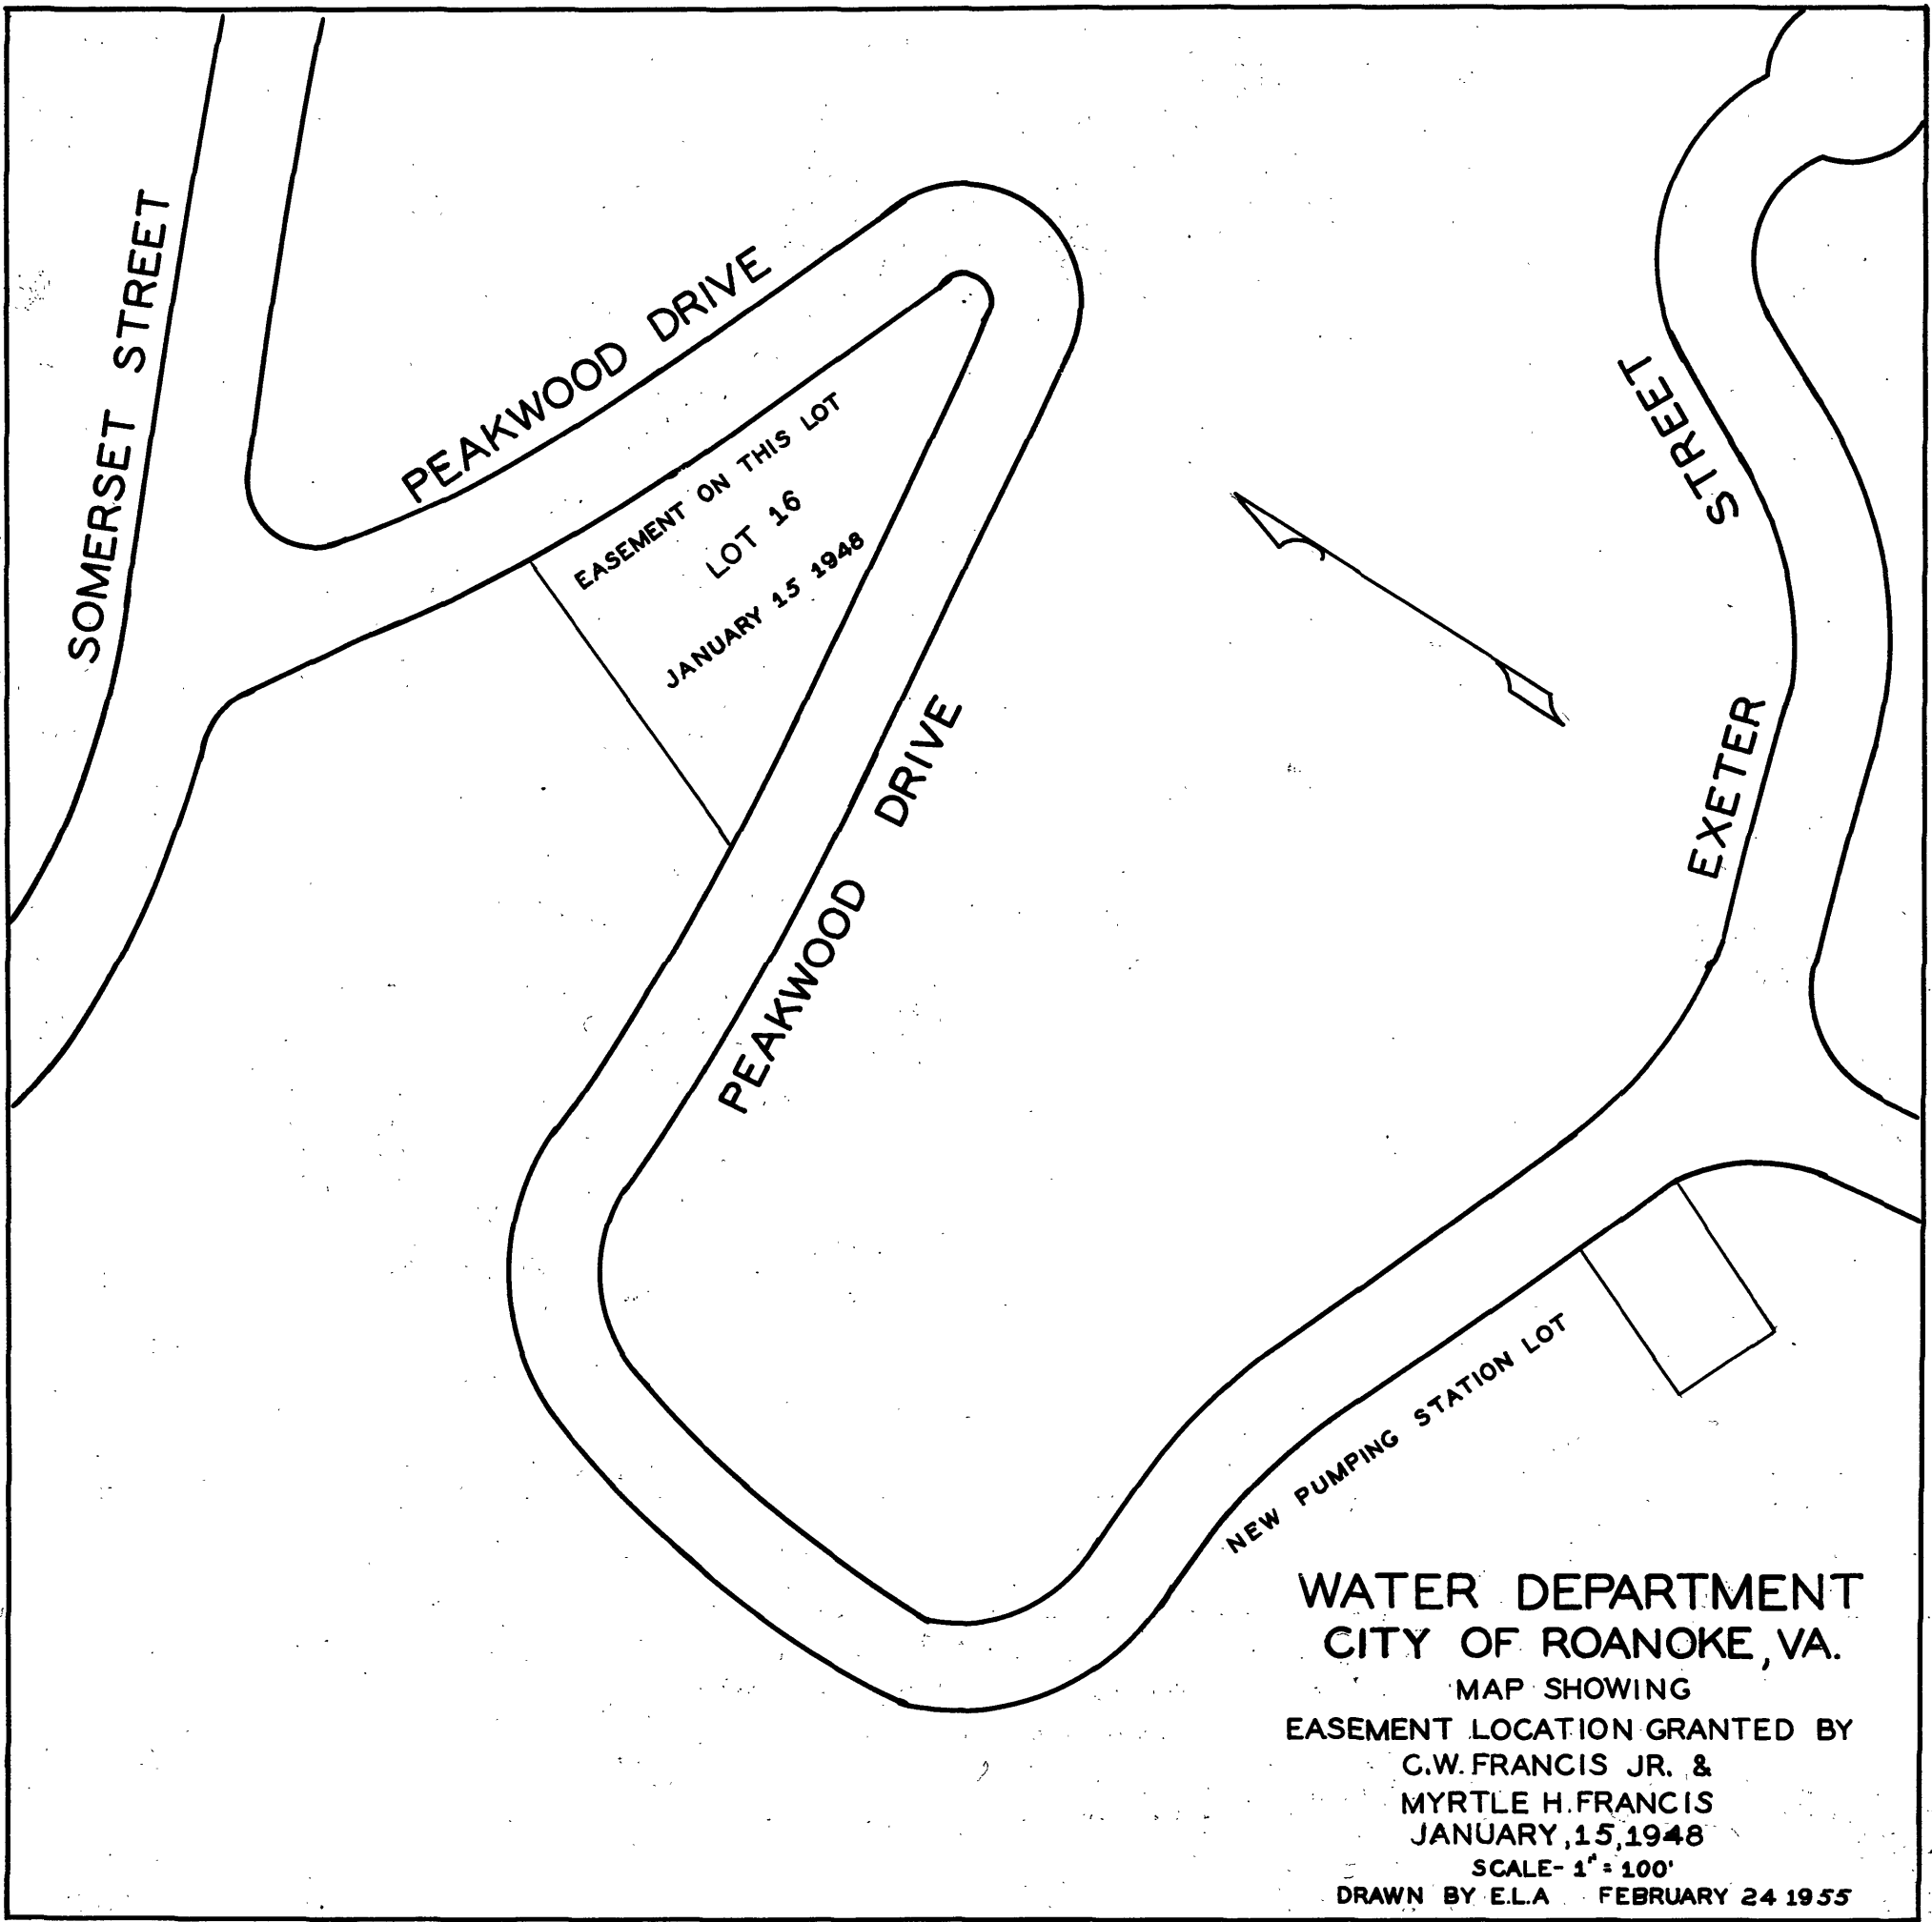 SOMERSET STREET
PEAKWOOD DRIVE
EASEMENT ON THIS LOT
LOT 16
JANUARY 15 1948
PEAKWOOD DRIVE
EXETER STREET
NEW PUMPING STATION LOT
WATER DEPARTMENT
CITY OF ROANOKE, VA.
MAP SHOWING
EASEMENT LOCATION GRANTED BY
C.W. FRANCIS JR. &
MYRTLE H. FRANCIS
JANUARY, 15, 1948
SCALE- 1" = 100'
DRAWN BY E.L.A FEBRUARY 24 1955